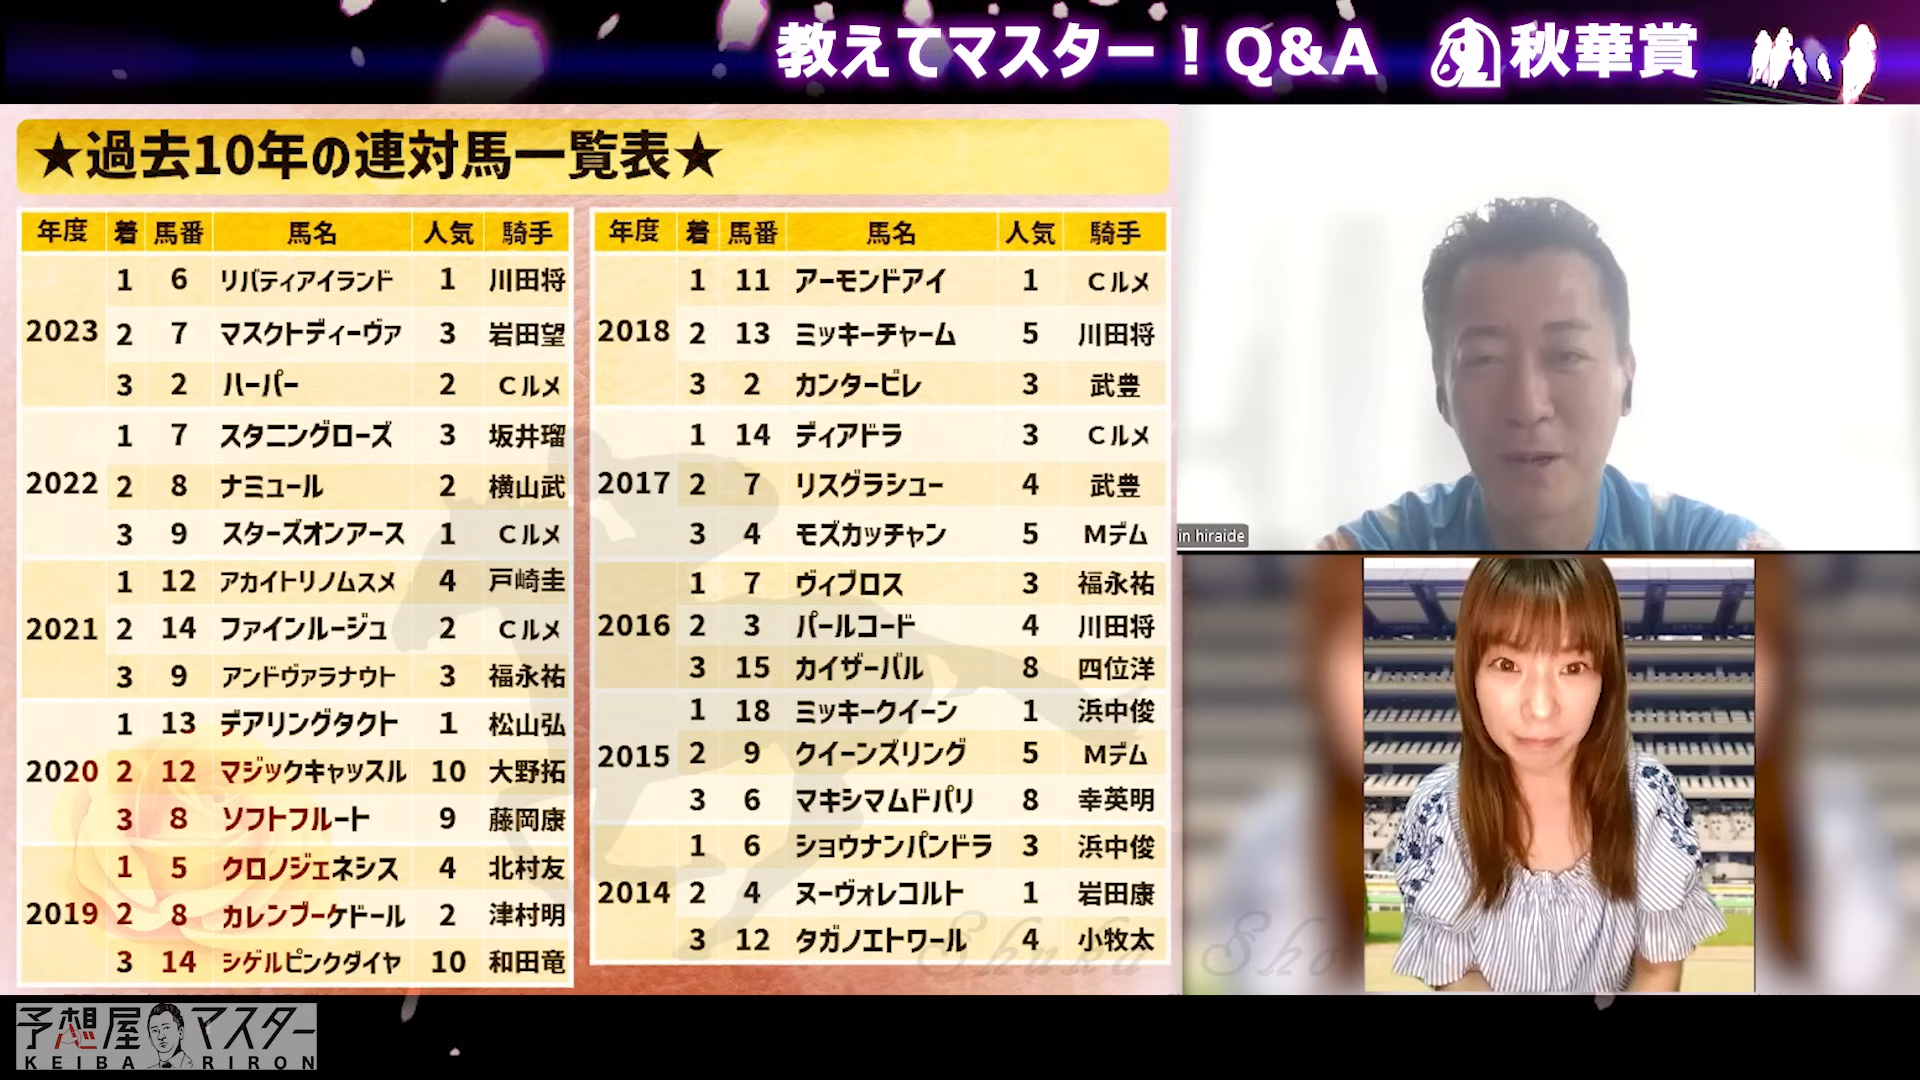 教えてマスター！Q&A 秋華賞
★過去10年の連対馬一覧表★
年度 着 馬番 馬名 人気 騎手
2023
1 6 リバティアイランド 1 川田将
2 7 マスクトディーヴァ 3 岩田望
3 2 ハーパー 2 Cルメ
2022
1 7 スタニングローズ 3 坂井瑠
2 8 ナミュール 2 横山武
3 9 スターズオンアース 1 Cルメ
2021
1 12 アカイトリノムスメ 4 戸崎圭
2 14 ファインルージュ 2 Cルメ
3 9 アンドヴァラナウト 3 福永祐
2020
1 13 デアリングタクト 1 松山弘
2 12 マジックキャッスル 10 大野拓
3 8 ソフトフルート 9 藤岡康
2019
1 5 クロノジェネシス 4 北村友
2 8 カレンブーケドール 2 津村明
3 14 シゲルピンクダイヤ 10 和田竜
年度 着 馬番 馬名 人気 騎手
2018
1 11 アーモンドアイ 1 Cルメ
2 13 ミッキーチャーム 5 川田将
3 2 カンタービレ 3 武豊
2017
1 14 ディアドラ 3 Cルメ
2 7 リスグラシュー 4 武豊
3 4 モズカッチャン 5 Mデム
2016
1 7 ヴィブロス 3 福永祐
2 3 パールコード 4 川田将
3 15 カイザーバル 8 四位洋
2015
1 18 ミッキークイーン 1 浜中俊
2 9 クイーンズリング 5 Mデム
3 6 マキシマムドパリ 8 幸英明
2014
1 6 ショウナンパンドラ 3 浜中俊
2 4 ヌーヴォレコルト 1 岩田康
3 12 タガノエトワール 4 小牧太
Shuka Sho
in hiraide
予想屋マスター
KEIBA RIRON